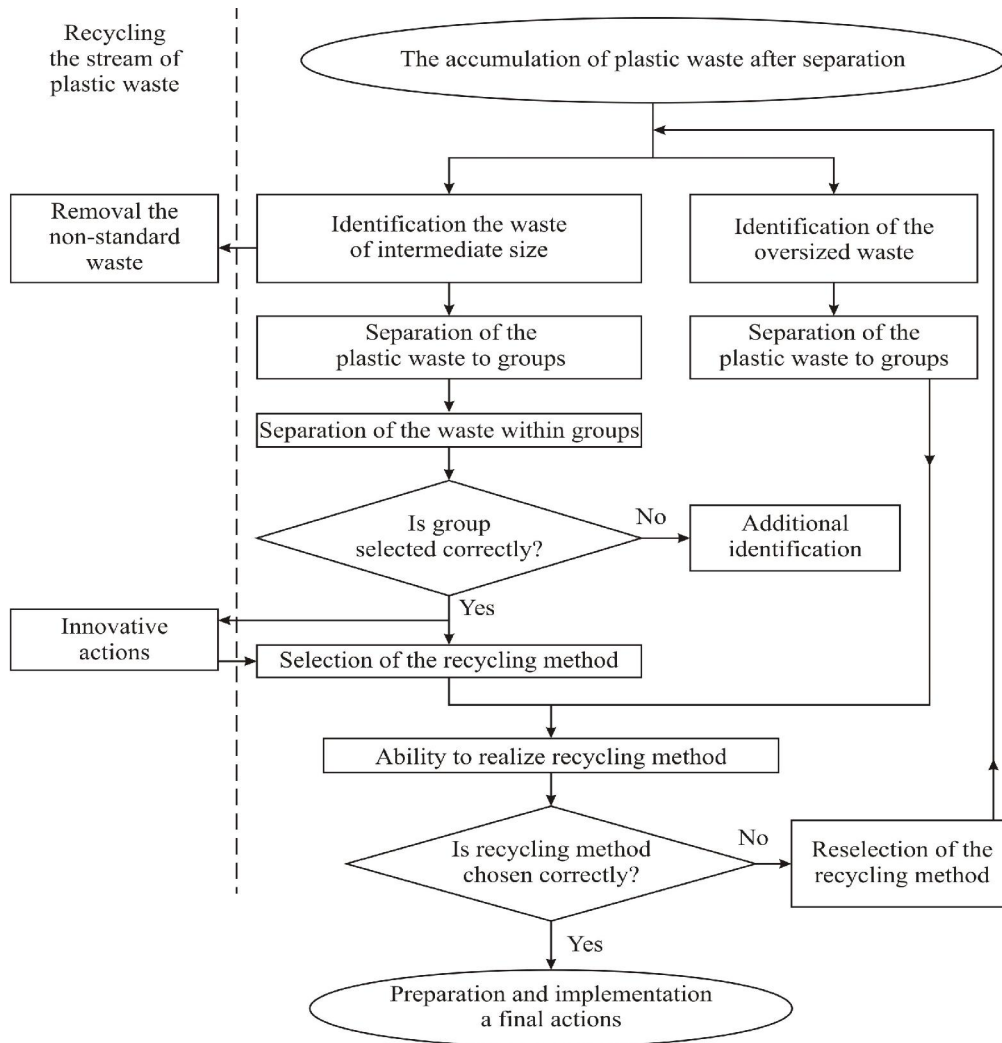 Recycling
the stream of
plastic waste
The accumulation of plastic waste after separation
Removal the
non-standard
waste
Identification the waste
of intermediate size
Identification of the
oversized waste
Separation of the
plastic waste to groups
Separation of the
plastic waste to groups
Separation of the waste within groups
Is group
selected correctly?
No
Additional
identification
Yes
Innovative
actions
Selection of the recycling method
Ability to realize recycling method
Is recycling method
chosen correctly?
No
Reselection of the
recycling method
Yes
Preparation and implementation
a final actions